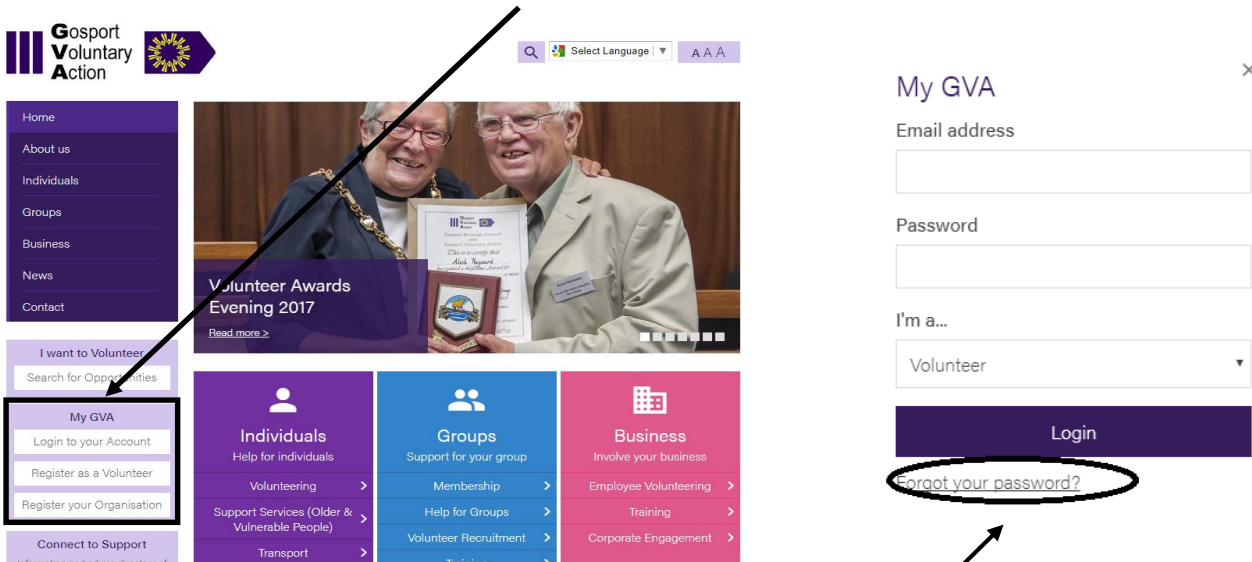 Gosport
Voluntary
Action
Select Language
A A A
Home
About us
Individuals
Groups
Business
News
Contact
Volunteer Awards
Evening 2017
Read more >
I want to Volunteer
Search for Opportunities
My GVA
Login to your Account
Register as a Volunteer
Register your Organisation
Connect to Support
Individuals
Help for individuals
Volunteering
Support Services (Older &
Vulnerable People)
Transport
Groups
Support for your group
Membership
Help for Groups
Volunteer Recruitment
Training
Business
Involve your business
Employee Volunteering
Training
Corporate Engagement
My GVA
Email address
Password
I'm a...
Volunteer
Login
Forgot your password?